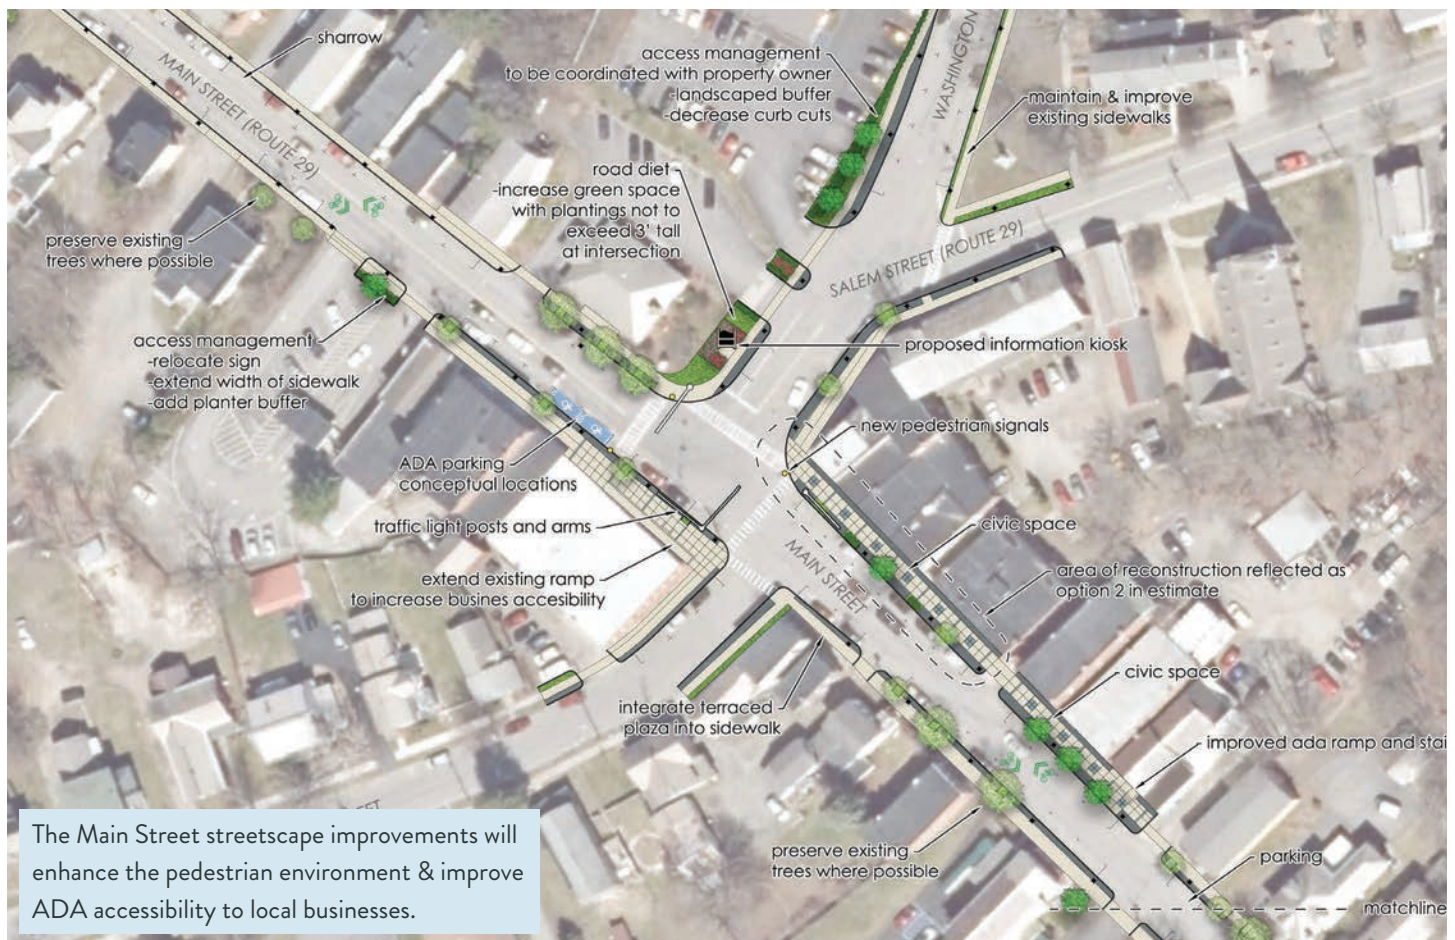 sharrow
MAIN STREET (ROUTE 29)
access management
to be coordinated with property owner
-landscaped buffer
-decrease curb cuts
WASHINGTON
maintain & improve
existing sidewalks
road diet
-increase green space
with plantings not to
exceed 3' tall
at intersection
preserve existing
trees where possible
SALEM STREET (ROUTE 29)
access management
-relocate sign
-extend width of sidewalk
-add planter buffer
proposed information kiosk
new pedestrian signals
ADA parking
conceptual locations
traffic light posts and arms
civic space
MAIN STREET
extend existing ramp
to increase busines accesibility
area of reconstruction reflected as
option 2 in estimate
civic space
integrate terraced
plaza into sidewalk
improved ada ramp and stai
preserve existing
trees where possible
parking
matchline
The Main Street streetscape improvements will
enhance the pedestrian environment & improve
ADA accessibility to local businesses.